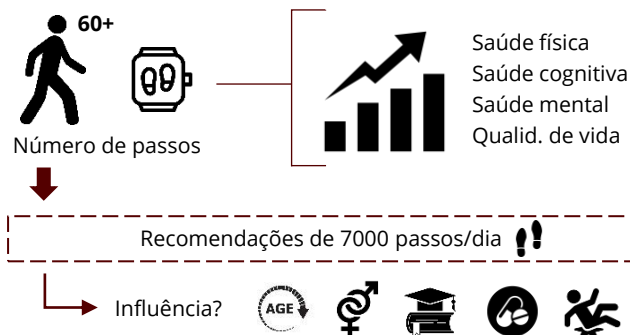 60+
Número de passos
Saúde física
Saúde cognitiva
Saúde mental
Qualid. de vida
Recomendações de 7000 passos/dia
Influência?
AGE